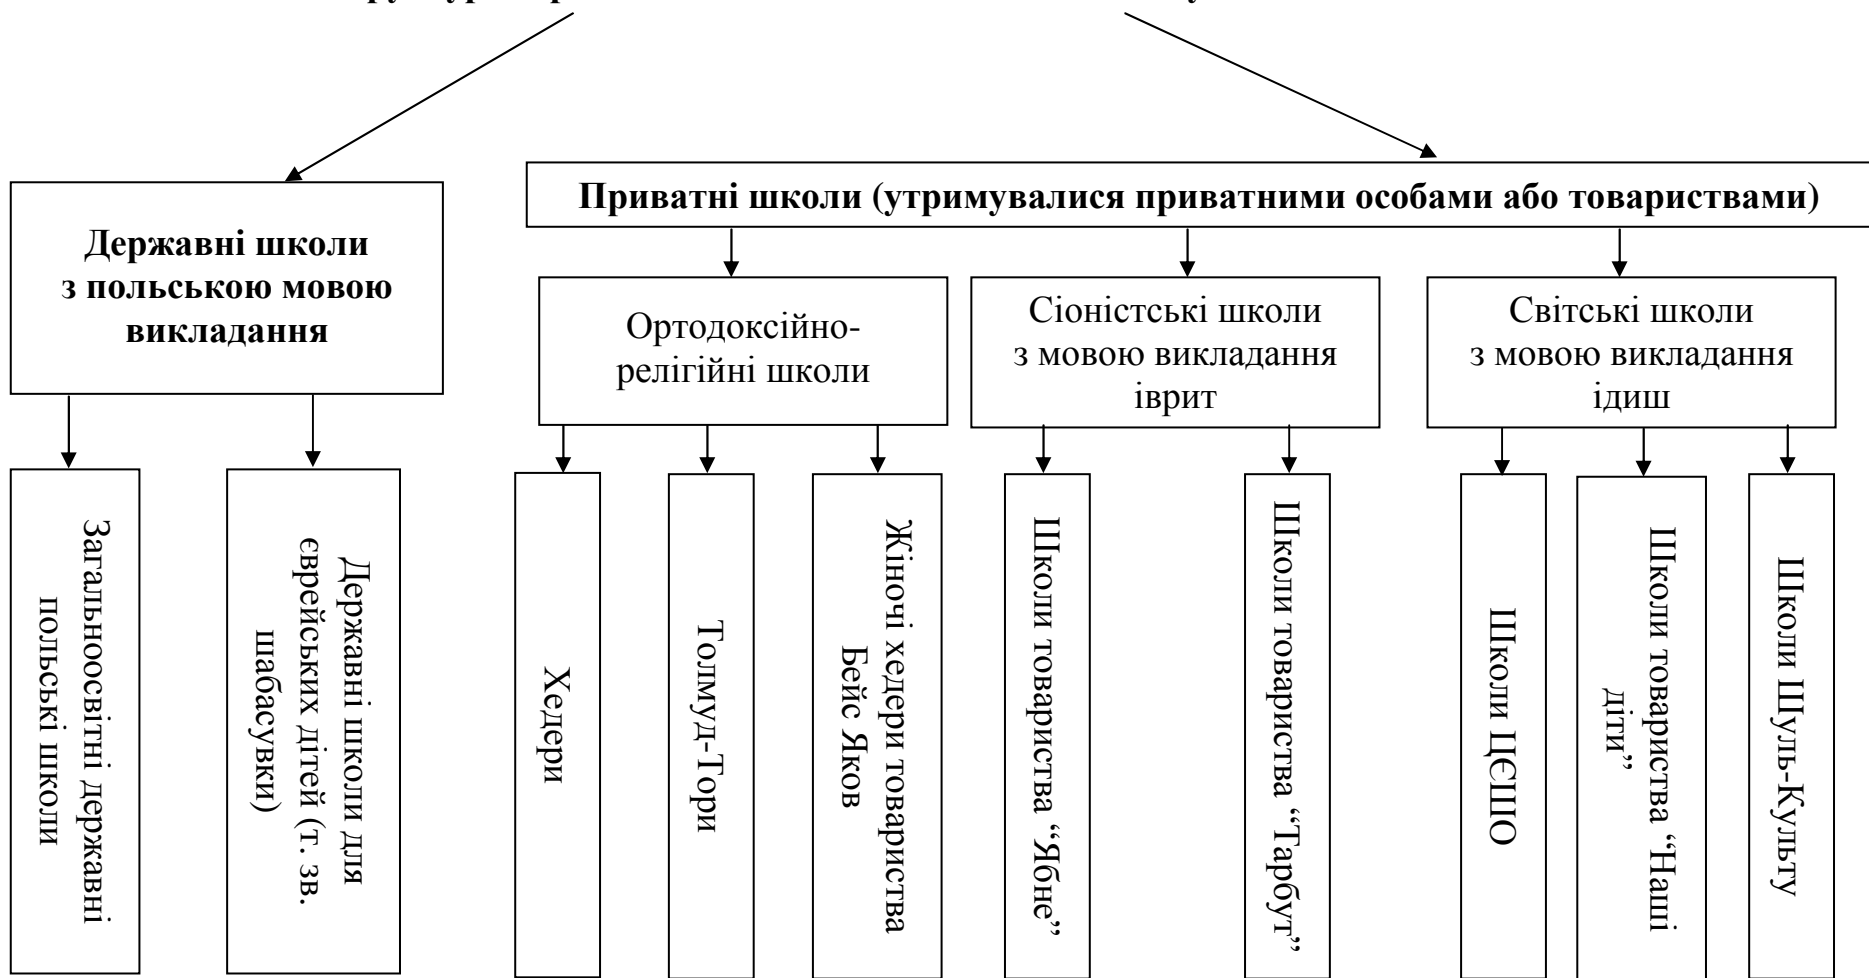 Державні школи
з польською мовою
викладання
Приватні школи (утримувалися приватними особами або товариствами)
Ортодоксійно-
релігійні школи
Сіоністські школи
з мовою викладання
іврит
Світські школи
з мовою викладання
ідиш
Загальноосвітні державні
польські школи
Державні школи для
єврейських дітей (т. зв.
шабасувки)
Хедери
Толмуд-Тори
Жіночі хедери товариства
Бейс Яков
Школи товариства “Ябне”
Школи товариства “Тарбут”
Школи ЦЄШО
Школи товариства “Наші
діти”
Школи Шуль-Культу